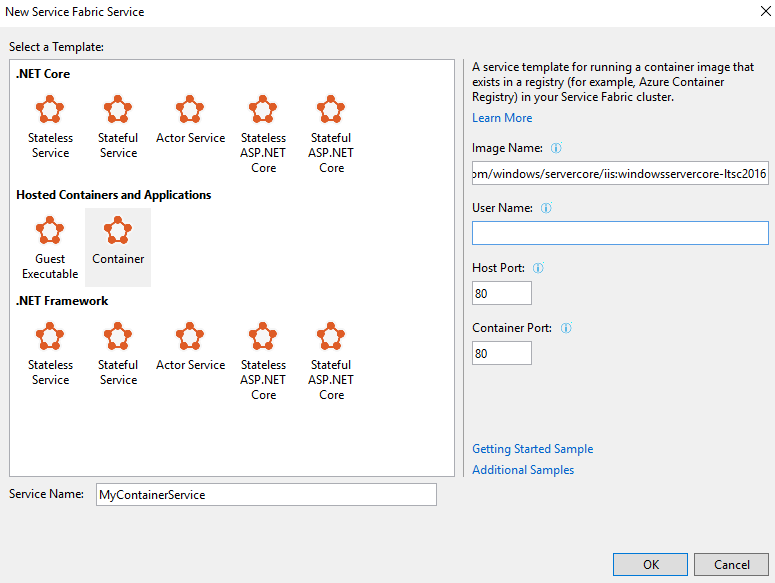 New Service Fabric Service
Select a Template:
.NET Core
Stateless
Service
Stateful
Service
Actor Service
Stateless
ASP.NET
Core
Stateful
ASP.NET
Core
Hosted Containers and Applications
Guest
Executable
Container
.NET Framework
Stateless
Service
Stateful
Service
Actor Service
Stateless
ASP.NET
Core
Stateful
ASP.NET
Core
Service Name:
MyContainerService
A service template for running a container image that
exists in a registry (for example, Azure Container
Registry) in your Service Fabric cluster.
Learn More
Image Name:
om/windows/servercore/iis:windowsservercore-ltsc2016
User Name:
Host Port:
80
Container Port:
80
Getting Started Sample
Additional Samples
OK
Cancel